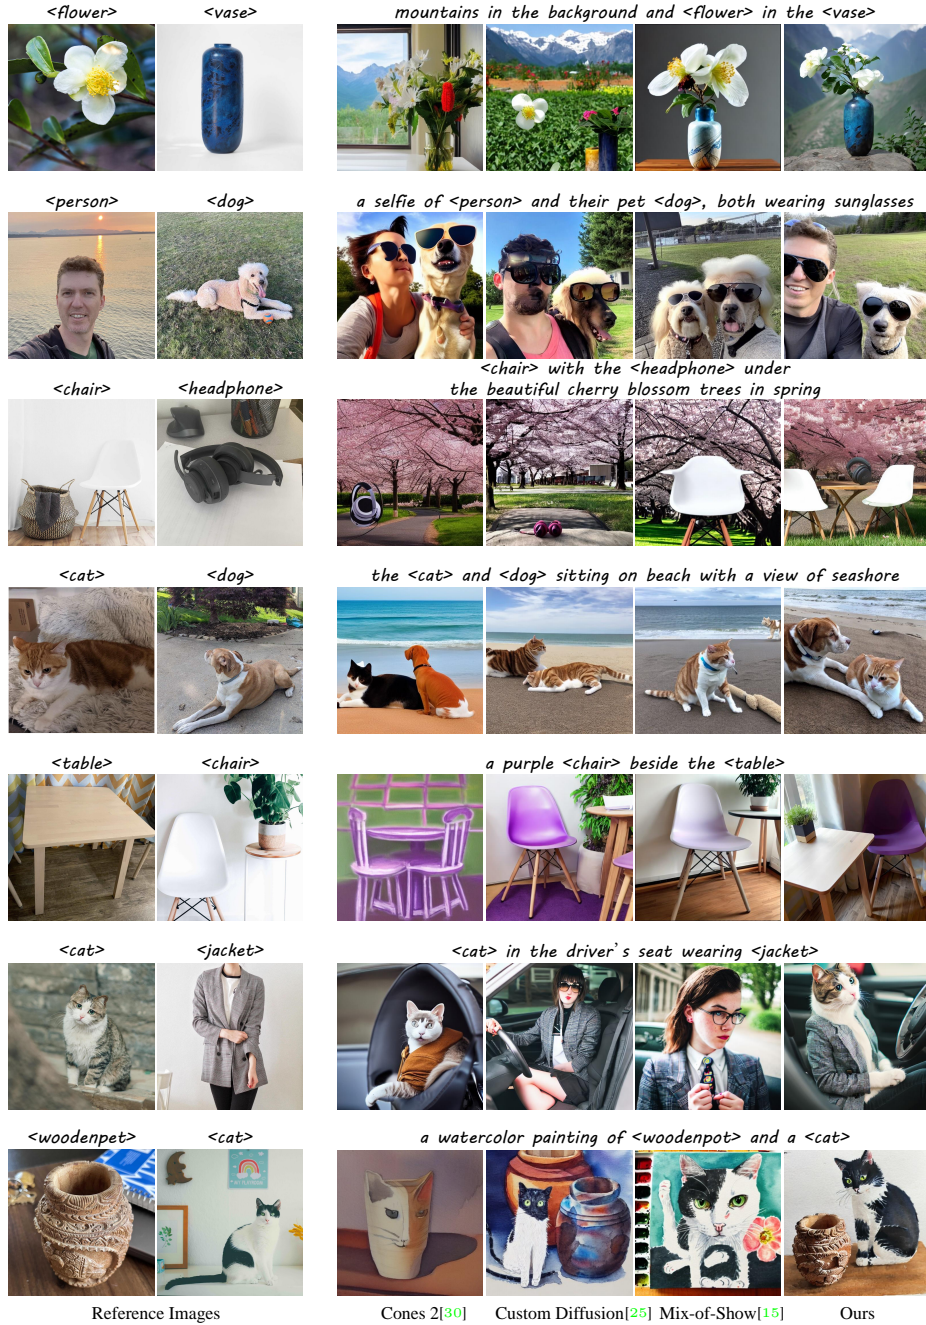 <flower> <vase> mountains in the background and <flower> in the <vase>
<person> <dog> a selfie of <person> and their pet <dog>, both wearing sunglasses
<chair> <headphone> <chair> with the <headphone> under
the beautiful cherry blossom trees in spring
<cat> <dog> the <cat> and <dog> sitting on beach with a view of seashore
<table> <chair> a purple <chair> beside the <table>
<cat> <jacket> <cat> in the driver's seat wearing <jacket>
<woodenpet> <cat> a watercolor painting of <woodenpot> and a <cat>
Reference Images Cones 2[30] Custom Diffusion[25] Mix-of-Show[15] Ours